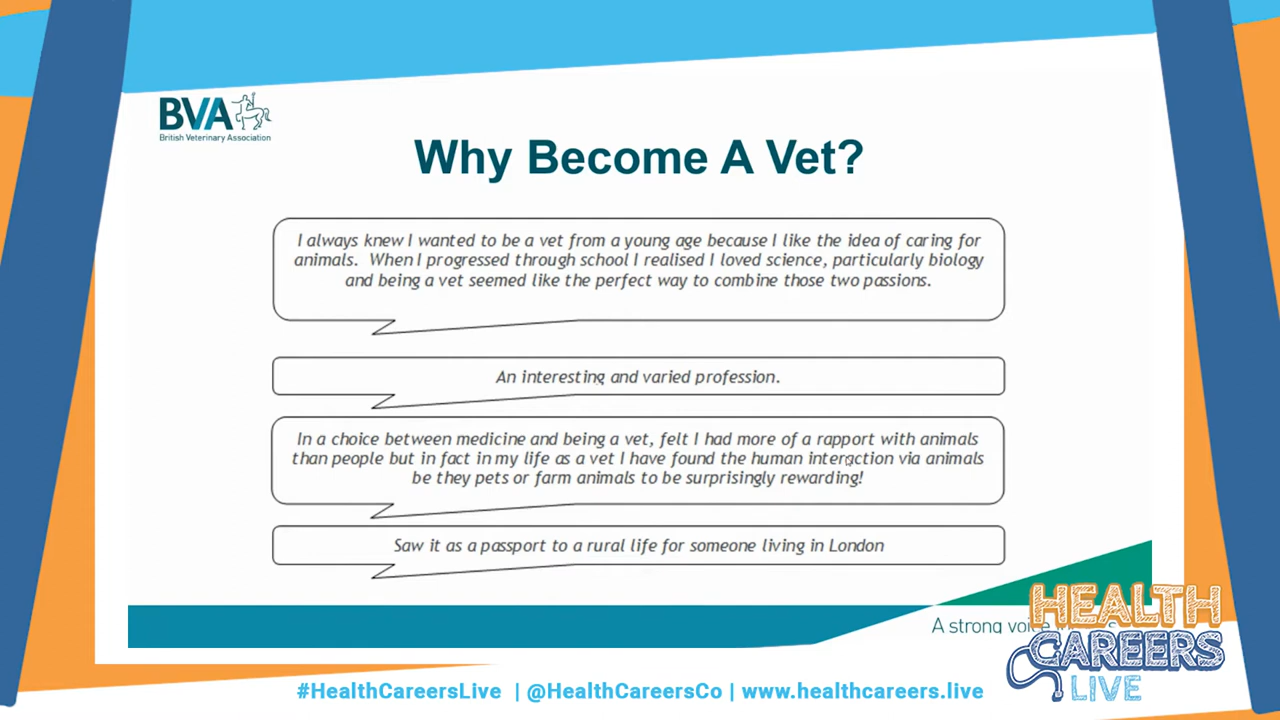 BVA
British Veterinary Association
Why Become A Vet?
I always knew I wanted to be a vet from a young age because I like the idea of caring for
animals. When I progressed through school I realised I loved science, particularly biology
and being a vet seemed like the perfect way to combine those two passions.
An interesting and varied profession.
In a choice between medicine and being a vet, felt I had more of a rapport with animals
than people but in fact in my life as a vet I have found the human interaction via animals
be they pets or farm animals to be surprisingly rewarding!
Saw it as a passport to a rural life for someone living in London
A strong
HEALTH
CAREERS
LIVE
#HealthCareersLive | @HealthCareersCo | www.healthcareers.live